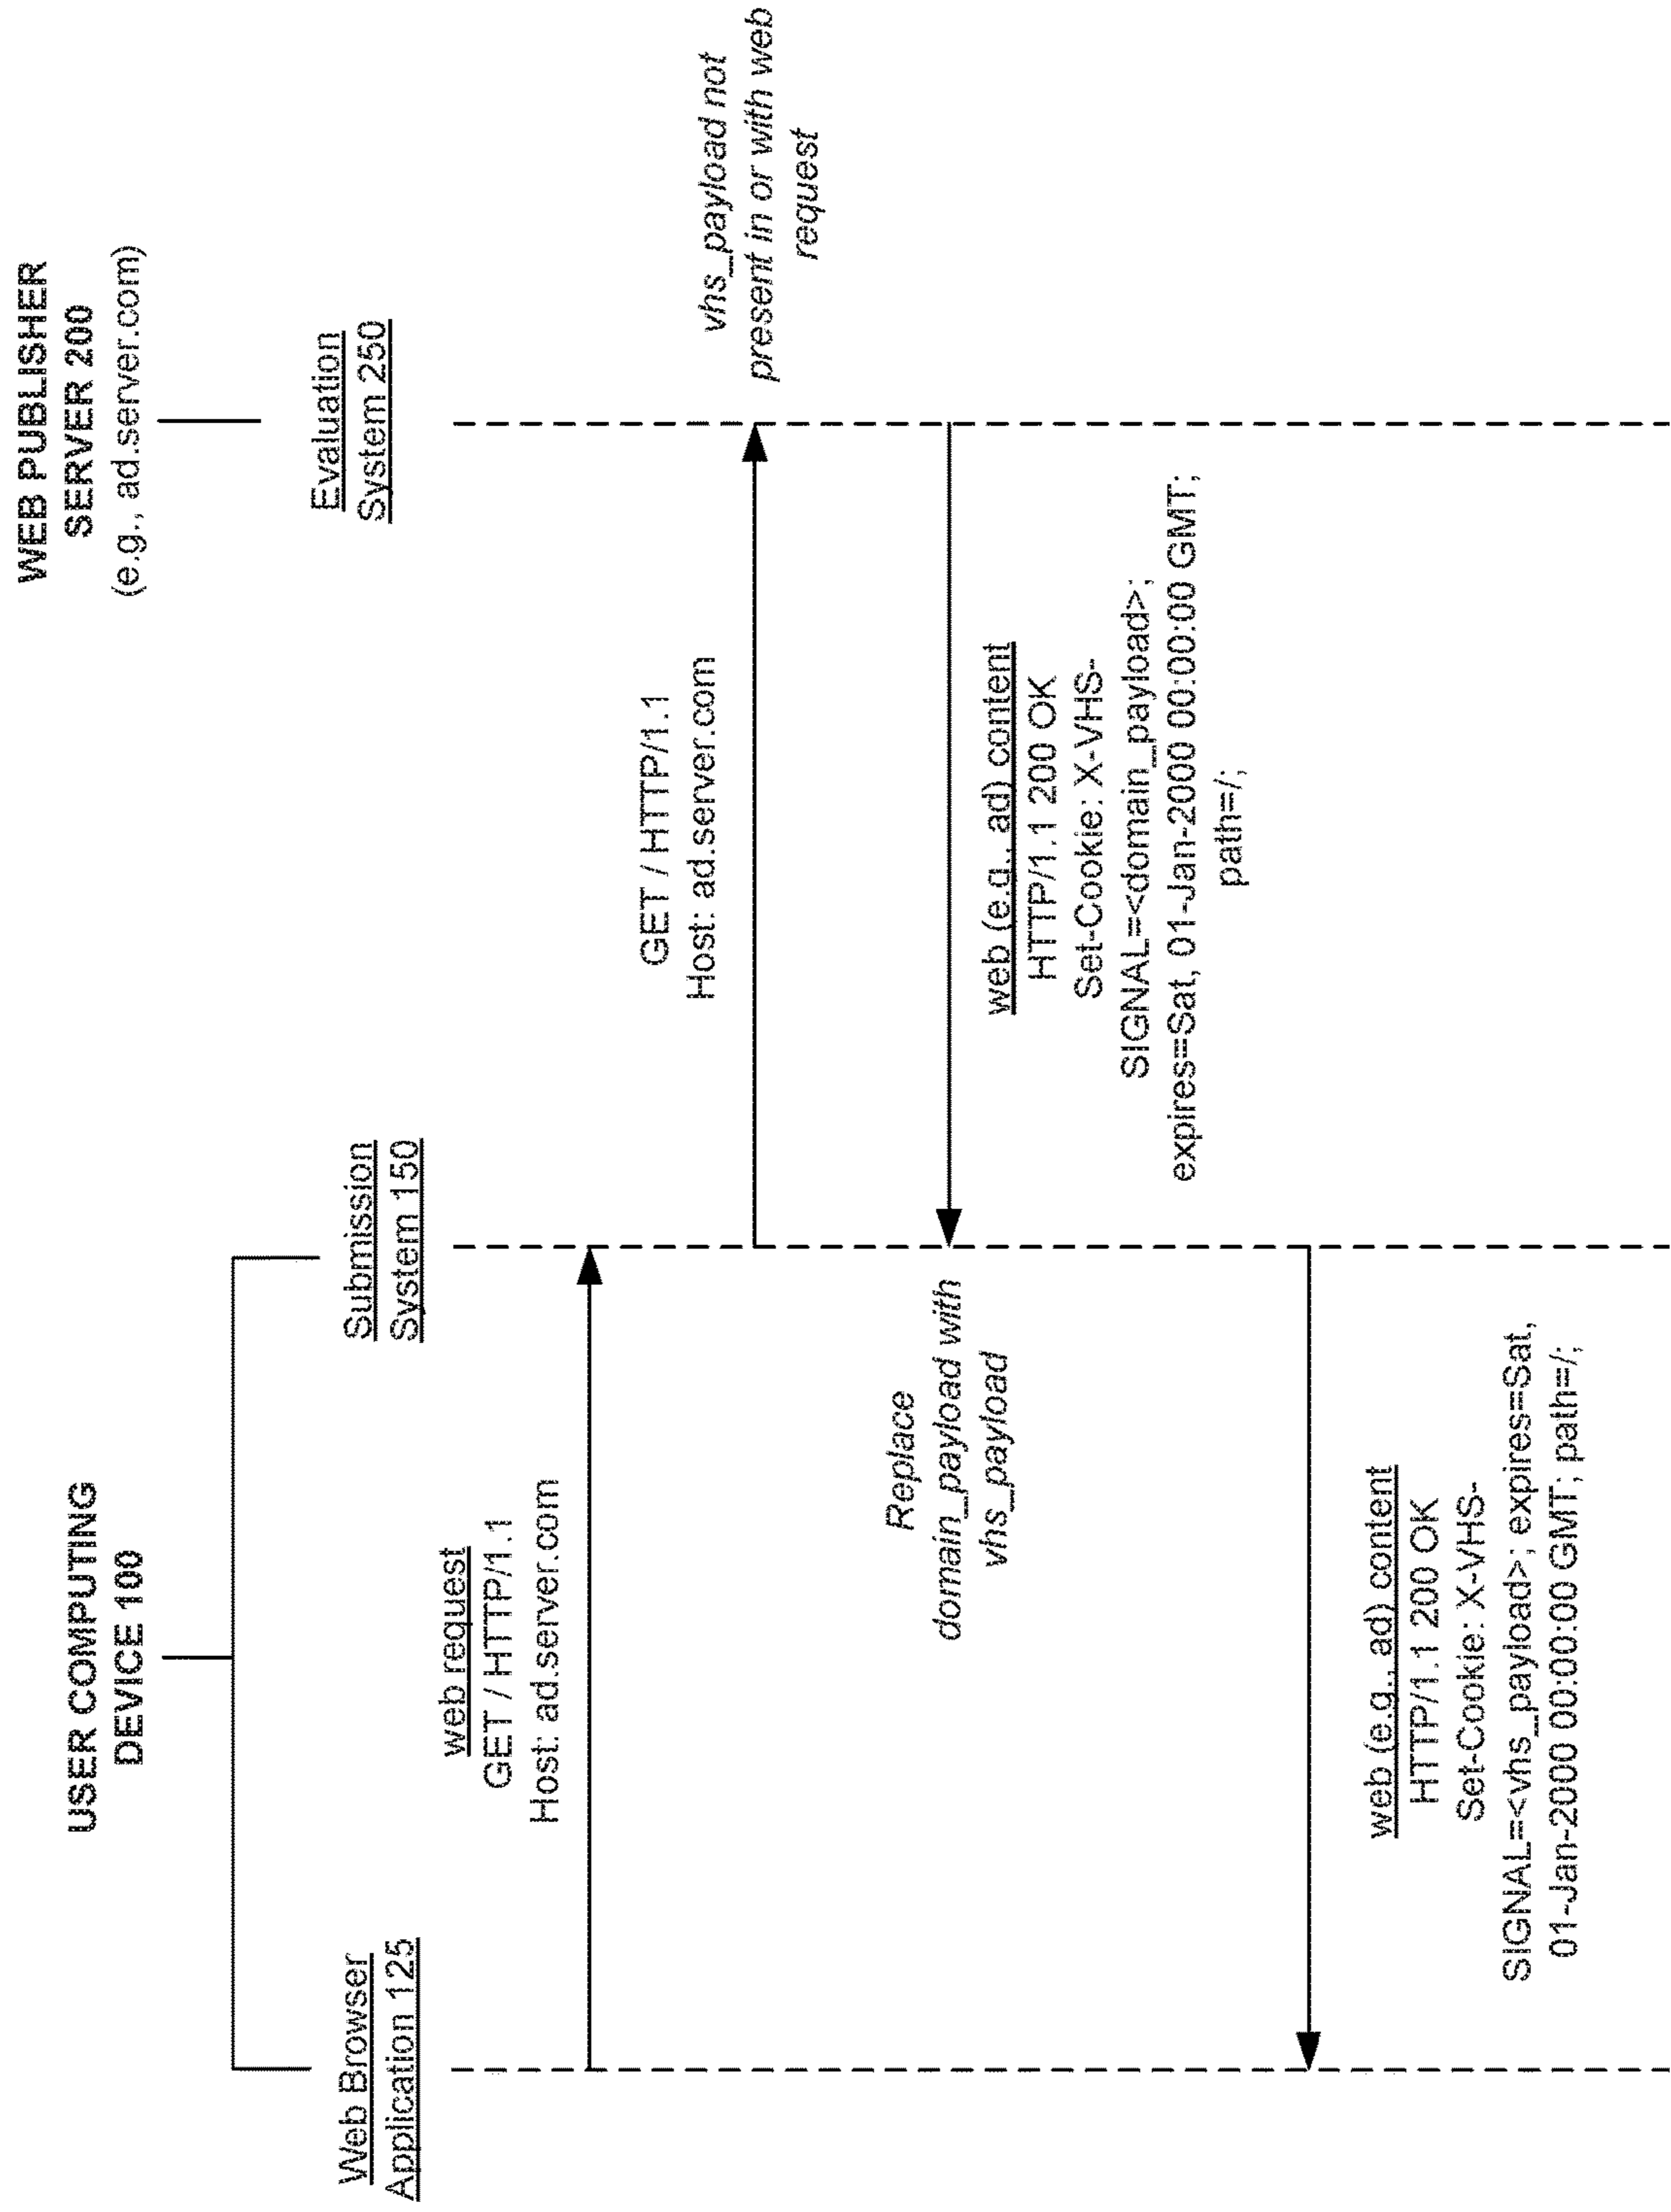 USER COMPUTING
DEVICE 100
WEB PUBLISHER
SERVER 200
(e.g., ad.server.com)
Web Browser
Application 125
Submission
System 150
Evaluation
System 250
web request
GET / HTTP/1.1
Host: ad.server.com
GET / HTTP/1.1
Host: ad.server.com
vhs_payload not
present in or with web
request
Replace
domain_payload with
vhs_payload
web (e.g., ad) content
HTTP/1.1 200 OK
Set-Cookie: X-VHS-
SIGNAL=<domain_payload>;
expires=Sat, 01-Jan-2000 00:00:00 GMT;
path=/;
web (e.g., ad) content
HTTP/1.1 200 OK
Set-Cookie: X-VHS-
SIGNAL=<vhs_payload>; expires=Sat,
01-Jan-2000 00:00:00 GMT; path=/;